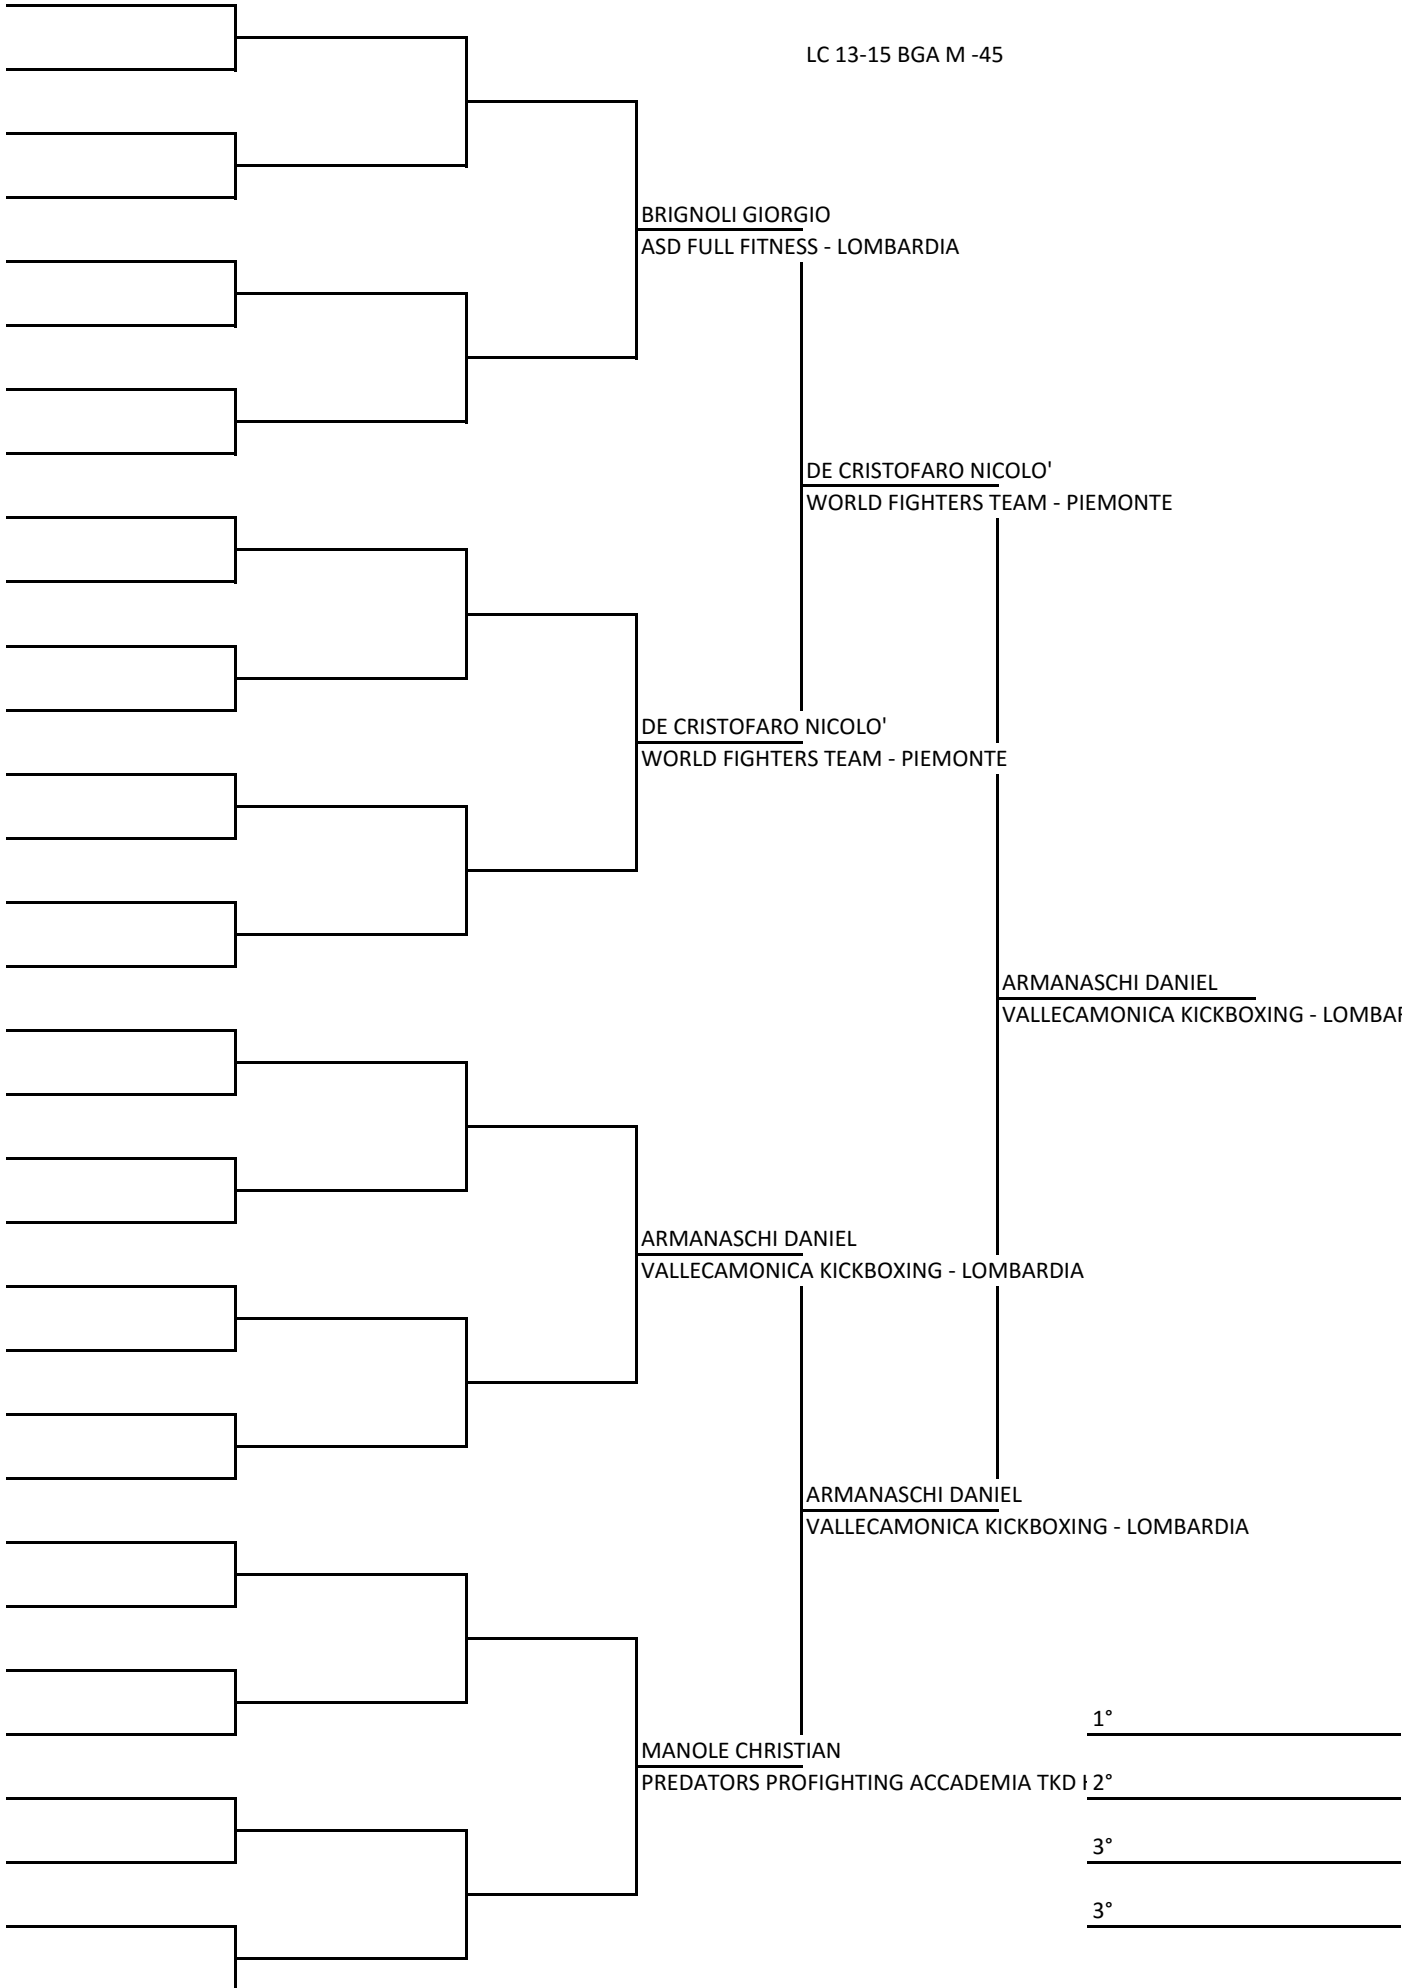 LC 13-15 BGA M -45
BRIGNOLI GIORGIO
ASD FULL FITNESS - LOMBARDIA
DE CRISTOFARO NICOLO'
WORLD FIGHTERS TEAM - PIEMONTE
DE CRISTOFARO NICOLO'
WORLD FIGHTERS TEAM - PIEMONTE
ARMANASCHI DANIEL
VALLECAMONICA KICKBOXING -
ARMANASCHI DANIEL
VALLECAMONICA KICKBOXING - LOMBARDIA
ARMANASCHI DANIEL
VALLECAMONICA KICKBOXING - LOMBARDIA
1°
MANOLE CHRISTIAN
PREDATORS PROFIGHTING ACCADEMIA TKD
2°
3°
3°